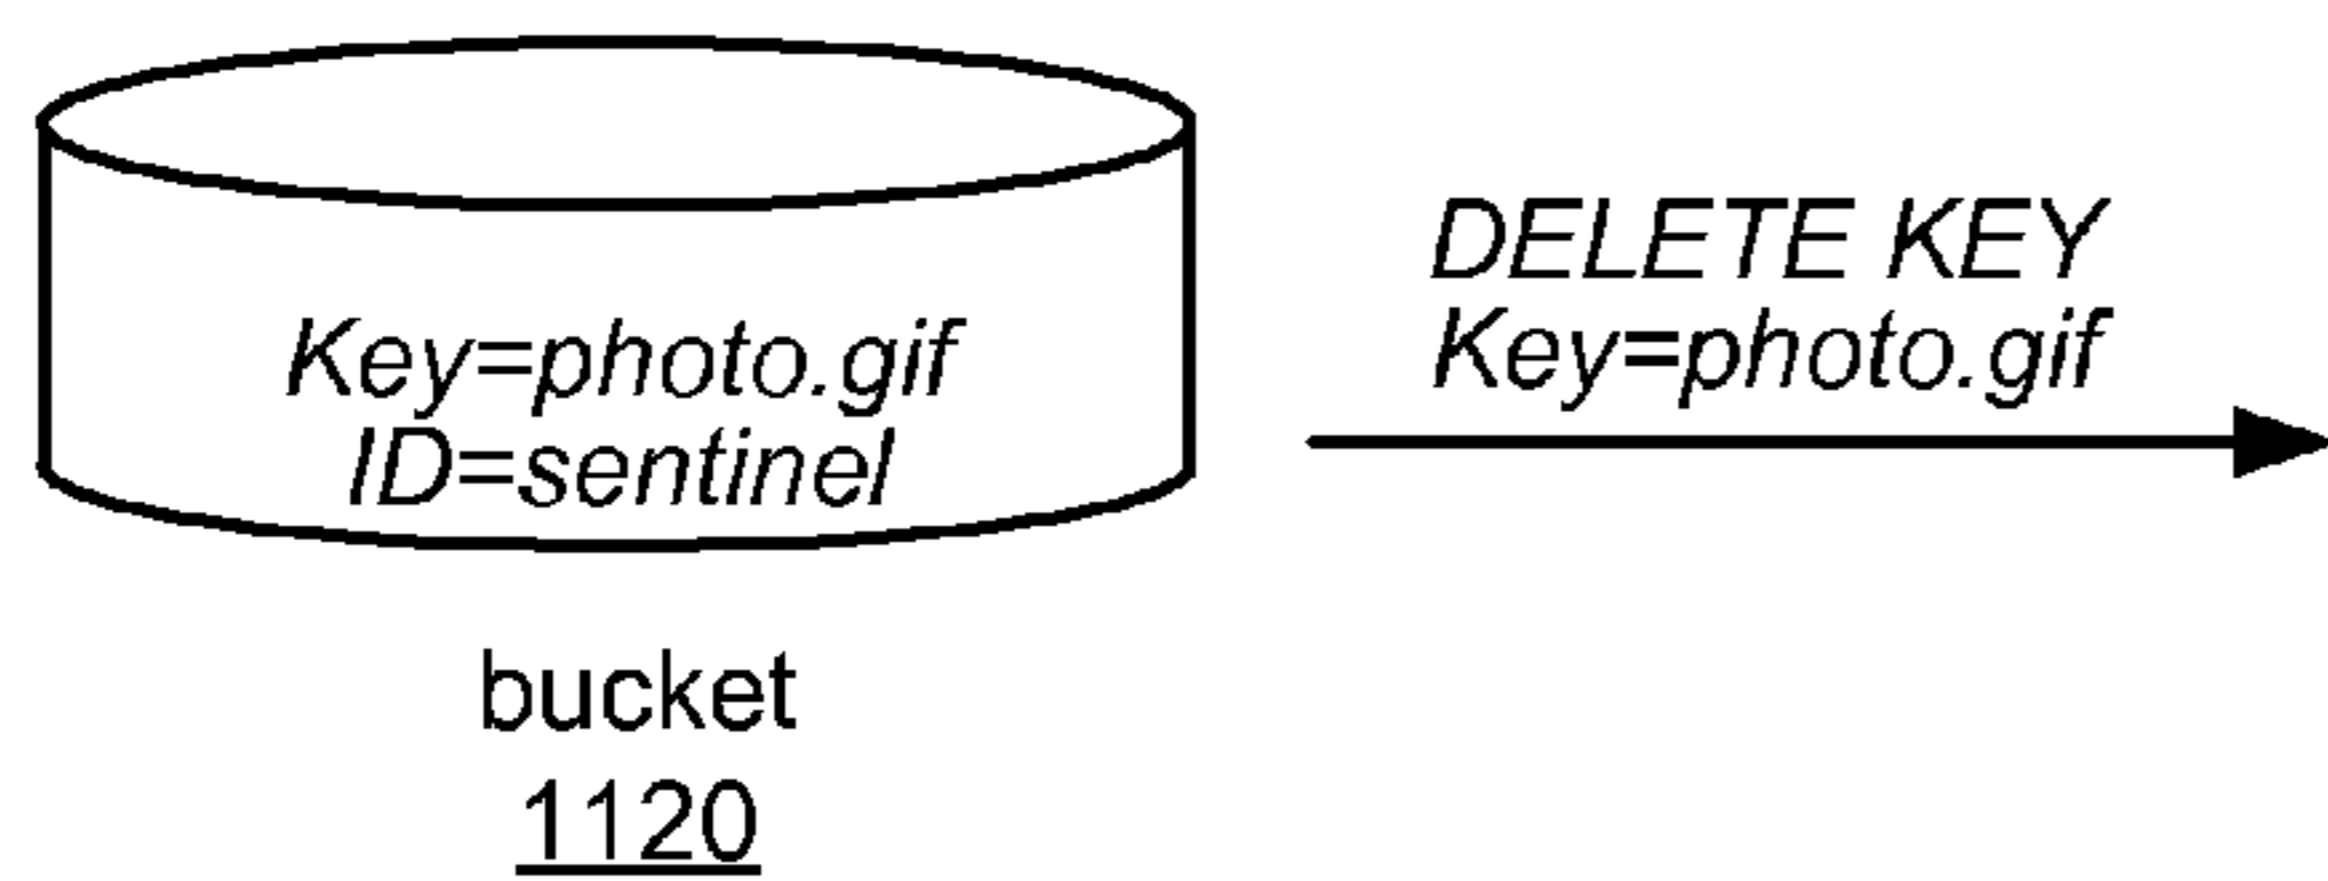 Key=photo.gif
ID=sentinel
DELETE KEY
Key=photo.gif
bucket
1120